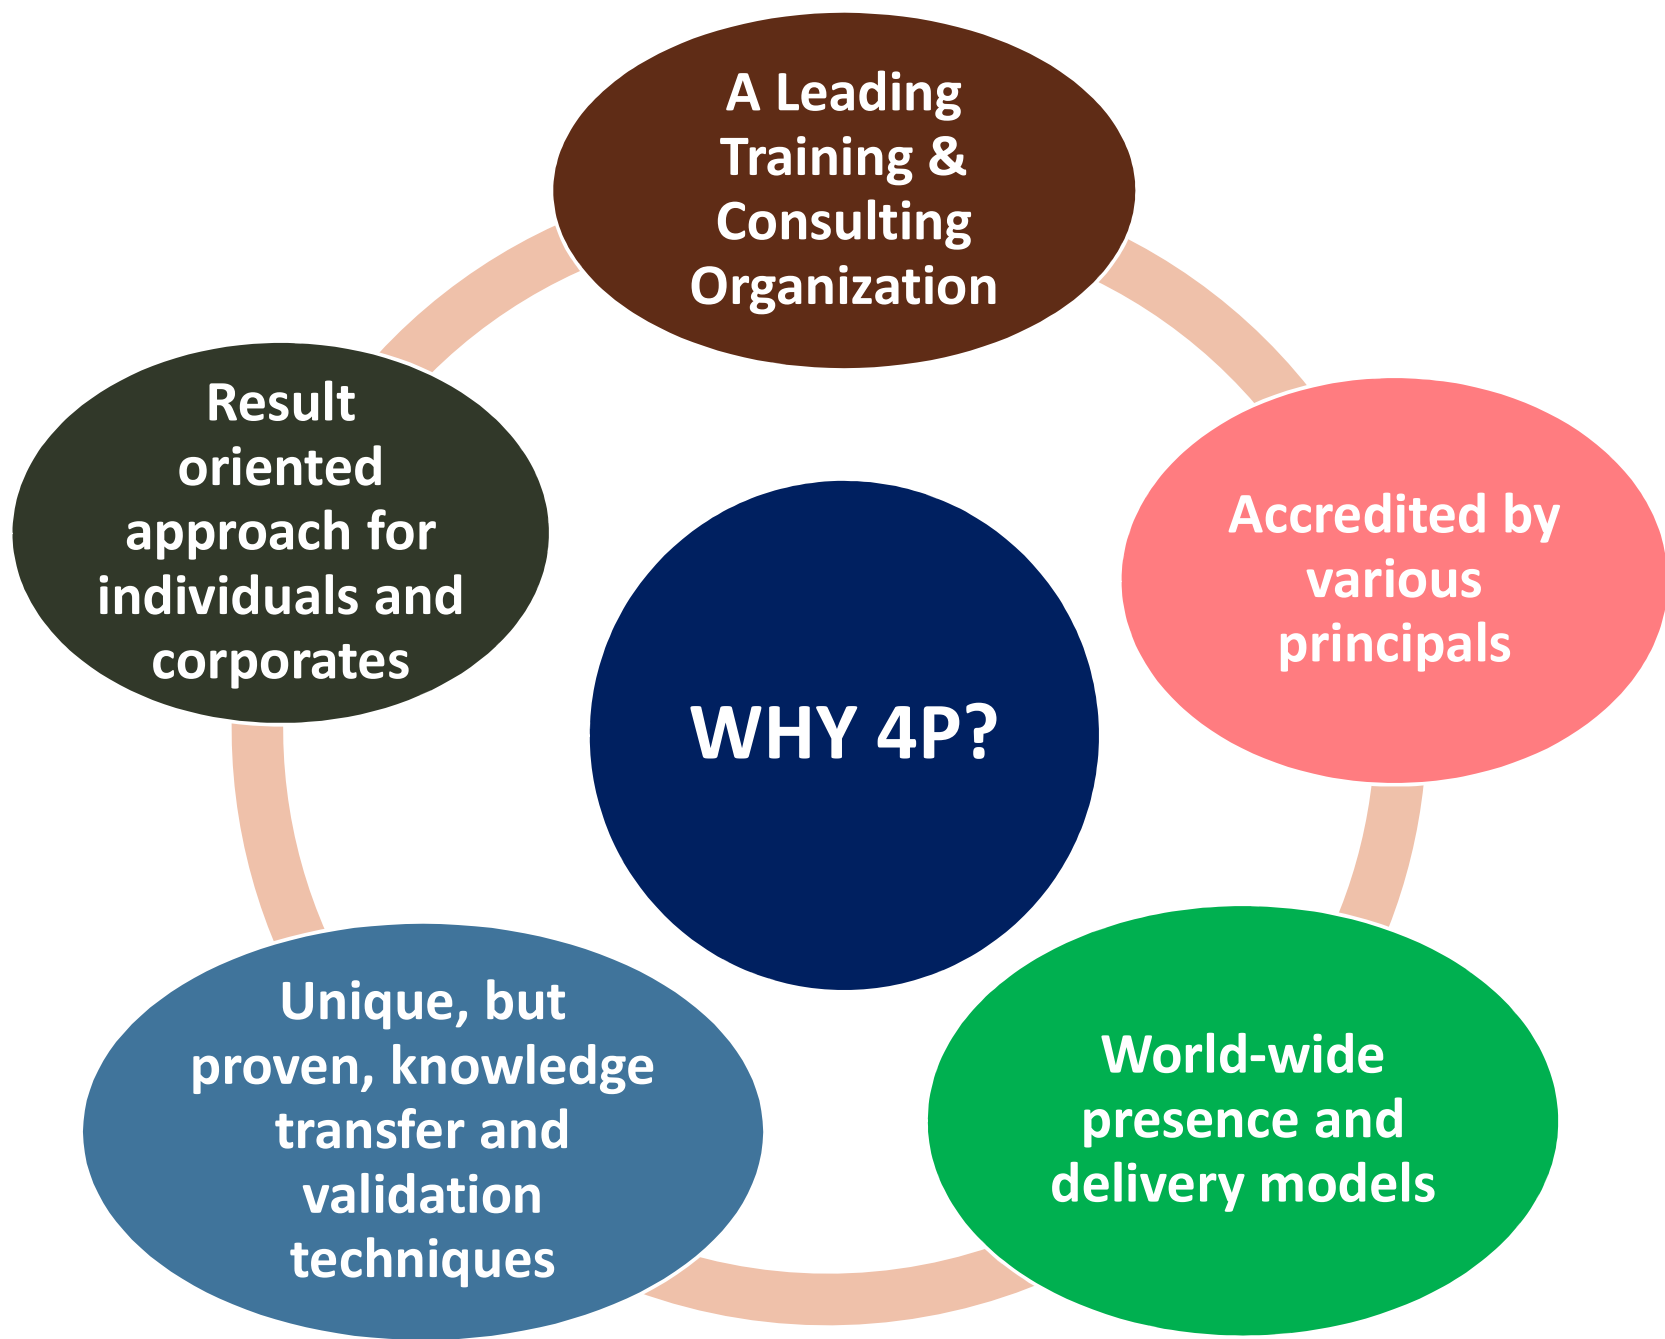 A Leading
Training &
Consulting
Organization
Accredited by
various
principals
World-wide
presence and
delivery models
Unique, but
proven, knowledge
transfer and
validation
techniques
Result
oriented
approach for
individuals and
corporates
WHY 4P?